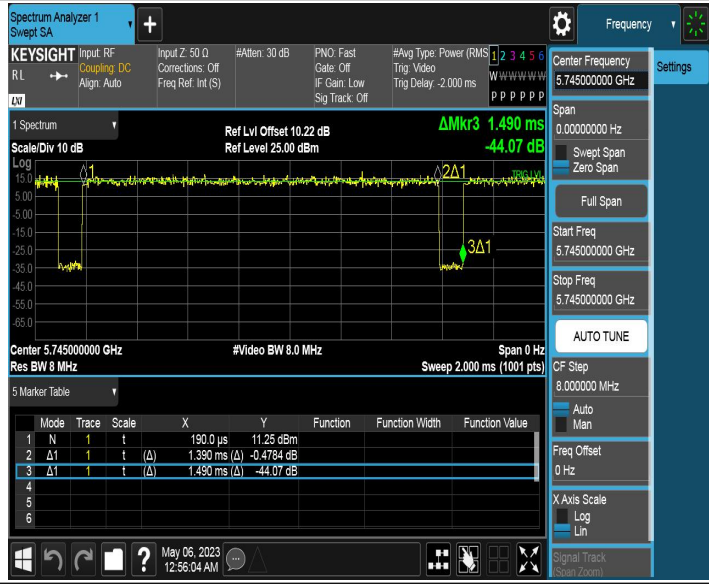 Spectrum Analyzer 1
Swept SA
Frequency
KEYSIGHT
RL
LXI
Input: RF
Coupling: DC
Align: Auto
Input Z: 50 Ω
Corrections: Off
Freq Ref: Int (S)
#Atten: 30 dB
PNO: Fast
Gate: Off
IF Gain: Low
Sig Track: Off
#Avg Type: Power (RMS
Trig: Video
Trig Delay: -2.000 ms
1 2 3 4 5 6
W W W W W W
P P P P P P
Center Frequency
5.745000000 GHz
Settings
Span
0.00000000 Hz
Swept Span
Zero Span
Full Span
Start Freq
5.745000000 GHz
Stop Freq
5.745000000 GHz
AUTO TUNE
CF Step
8.000000 MHz
Auto
Man
Freq Offset
0 Hz
X Axis Scale
Log
Lin
Signal Track
(Span Zoom)
1 Spectrum
Scale/Div 10 dB
Ref Lvl Offset 10.22 dB
Ref Level 25.00 dBm
ΔMkr3 1.490 ms
-44.07 dB
Log
15.0
5.00
-5.00
-15.0
-25.0
-35.0
-45.0
-55.0
-65.0
1
2Δ1
TRIG LVL
3Δ1
Center 5.745000000 GHz
Res BW 8 MHz
#Video BW 8.0 MHz
Span 0 Hz
Sweep 2.000 ms (1001 pts)
5 Marker Table
Mode Trace Scale X Y Function Function Width Function Value
1 N 1 t 190.0 µs 11.25 dBm
2 Δ1 1 t (Δ) 1.390 ms (Δ) -0.4784 dB
3 Δ1 1 t (Δ) 1.490 ms (Δ) -44.07 dB
4
5
6
?
May 06, 2023
12:56:04 AM